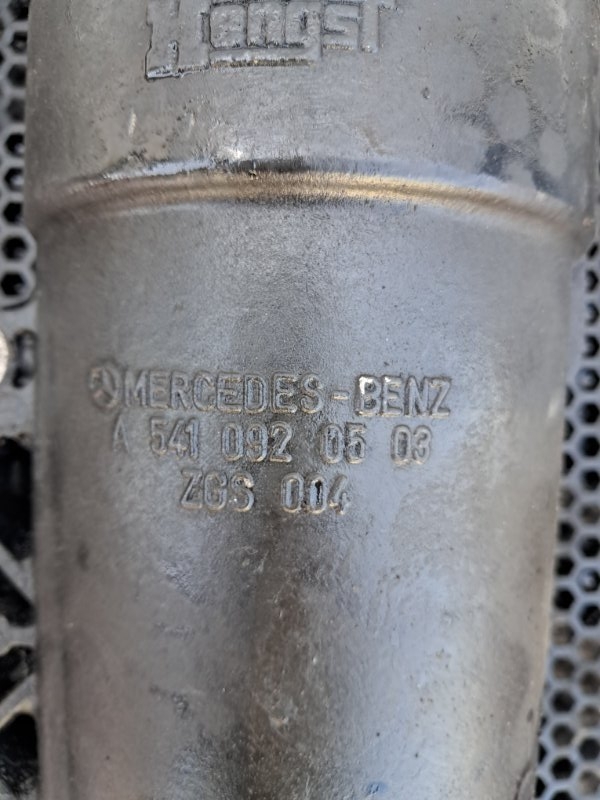 Hengst
MERCEDES-BENZ
A 541 092 05 03
ZGS 004